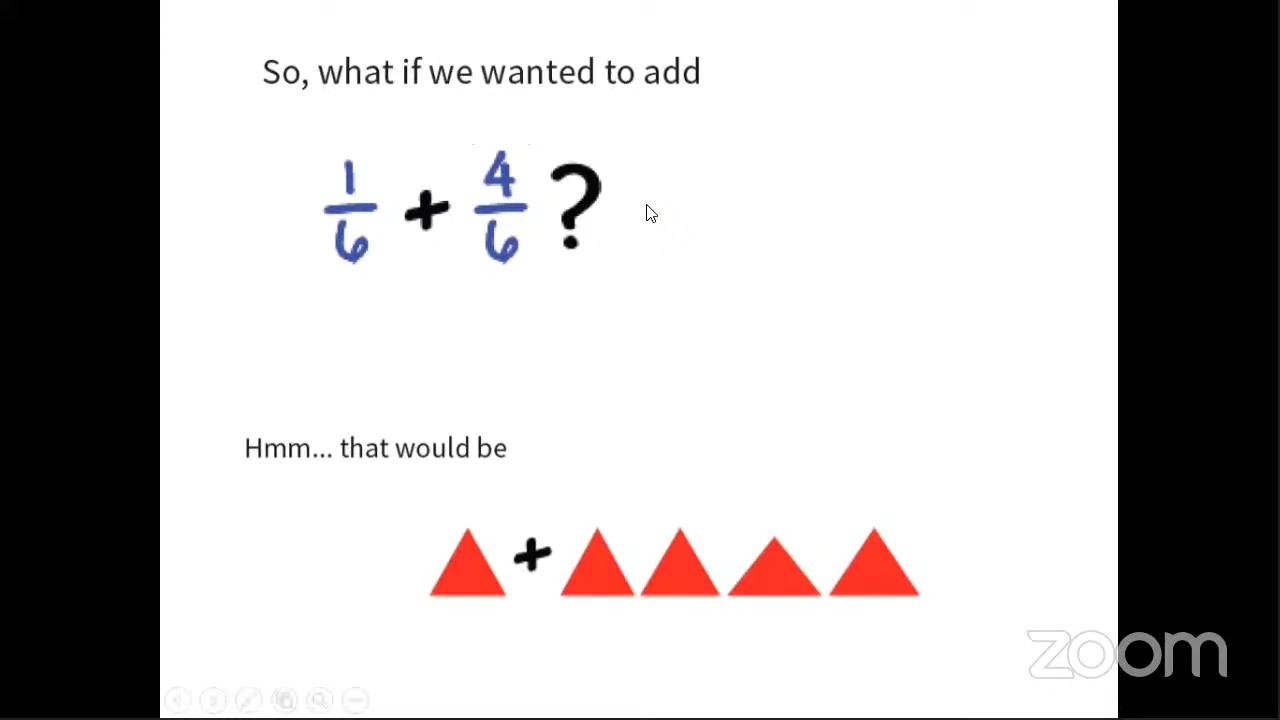 So, what if we wanted to add
1/6 + 4/6 ?
Hmm... that would be
+
zoom